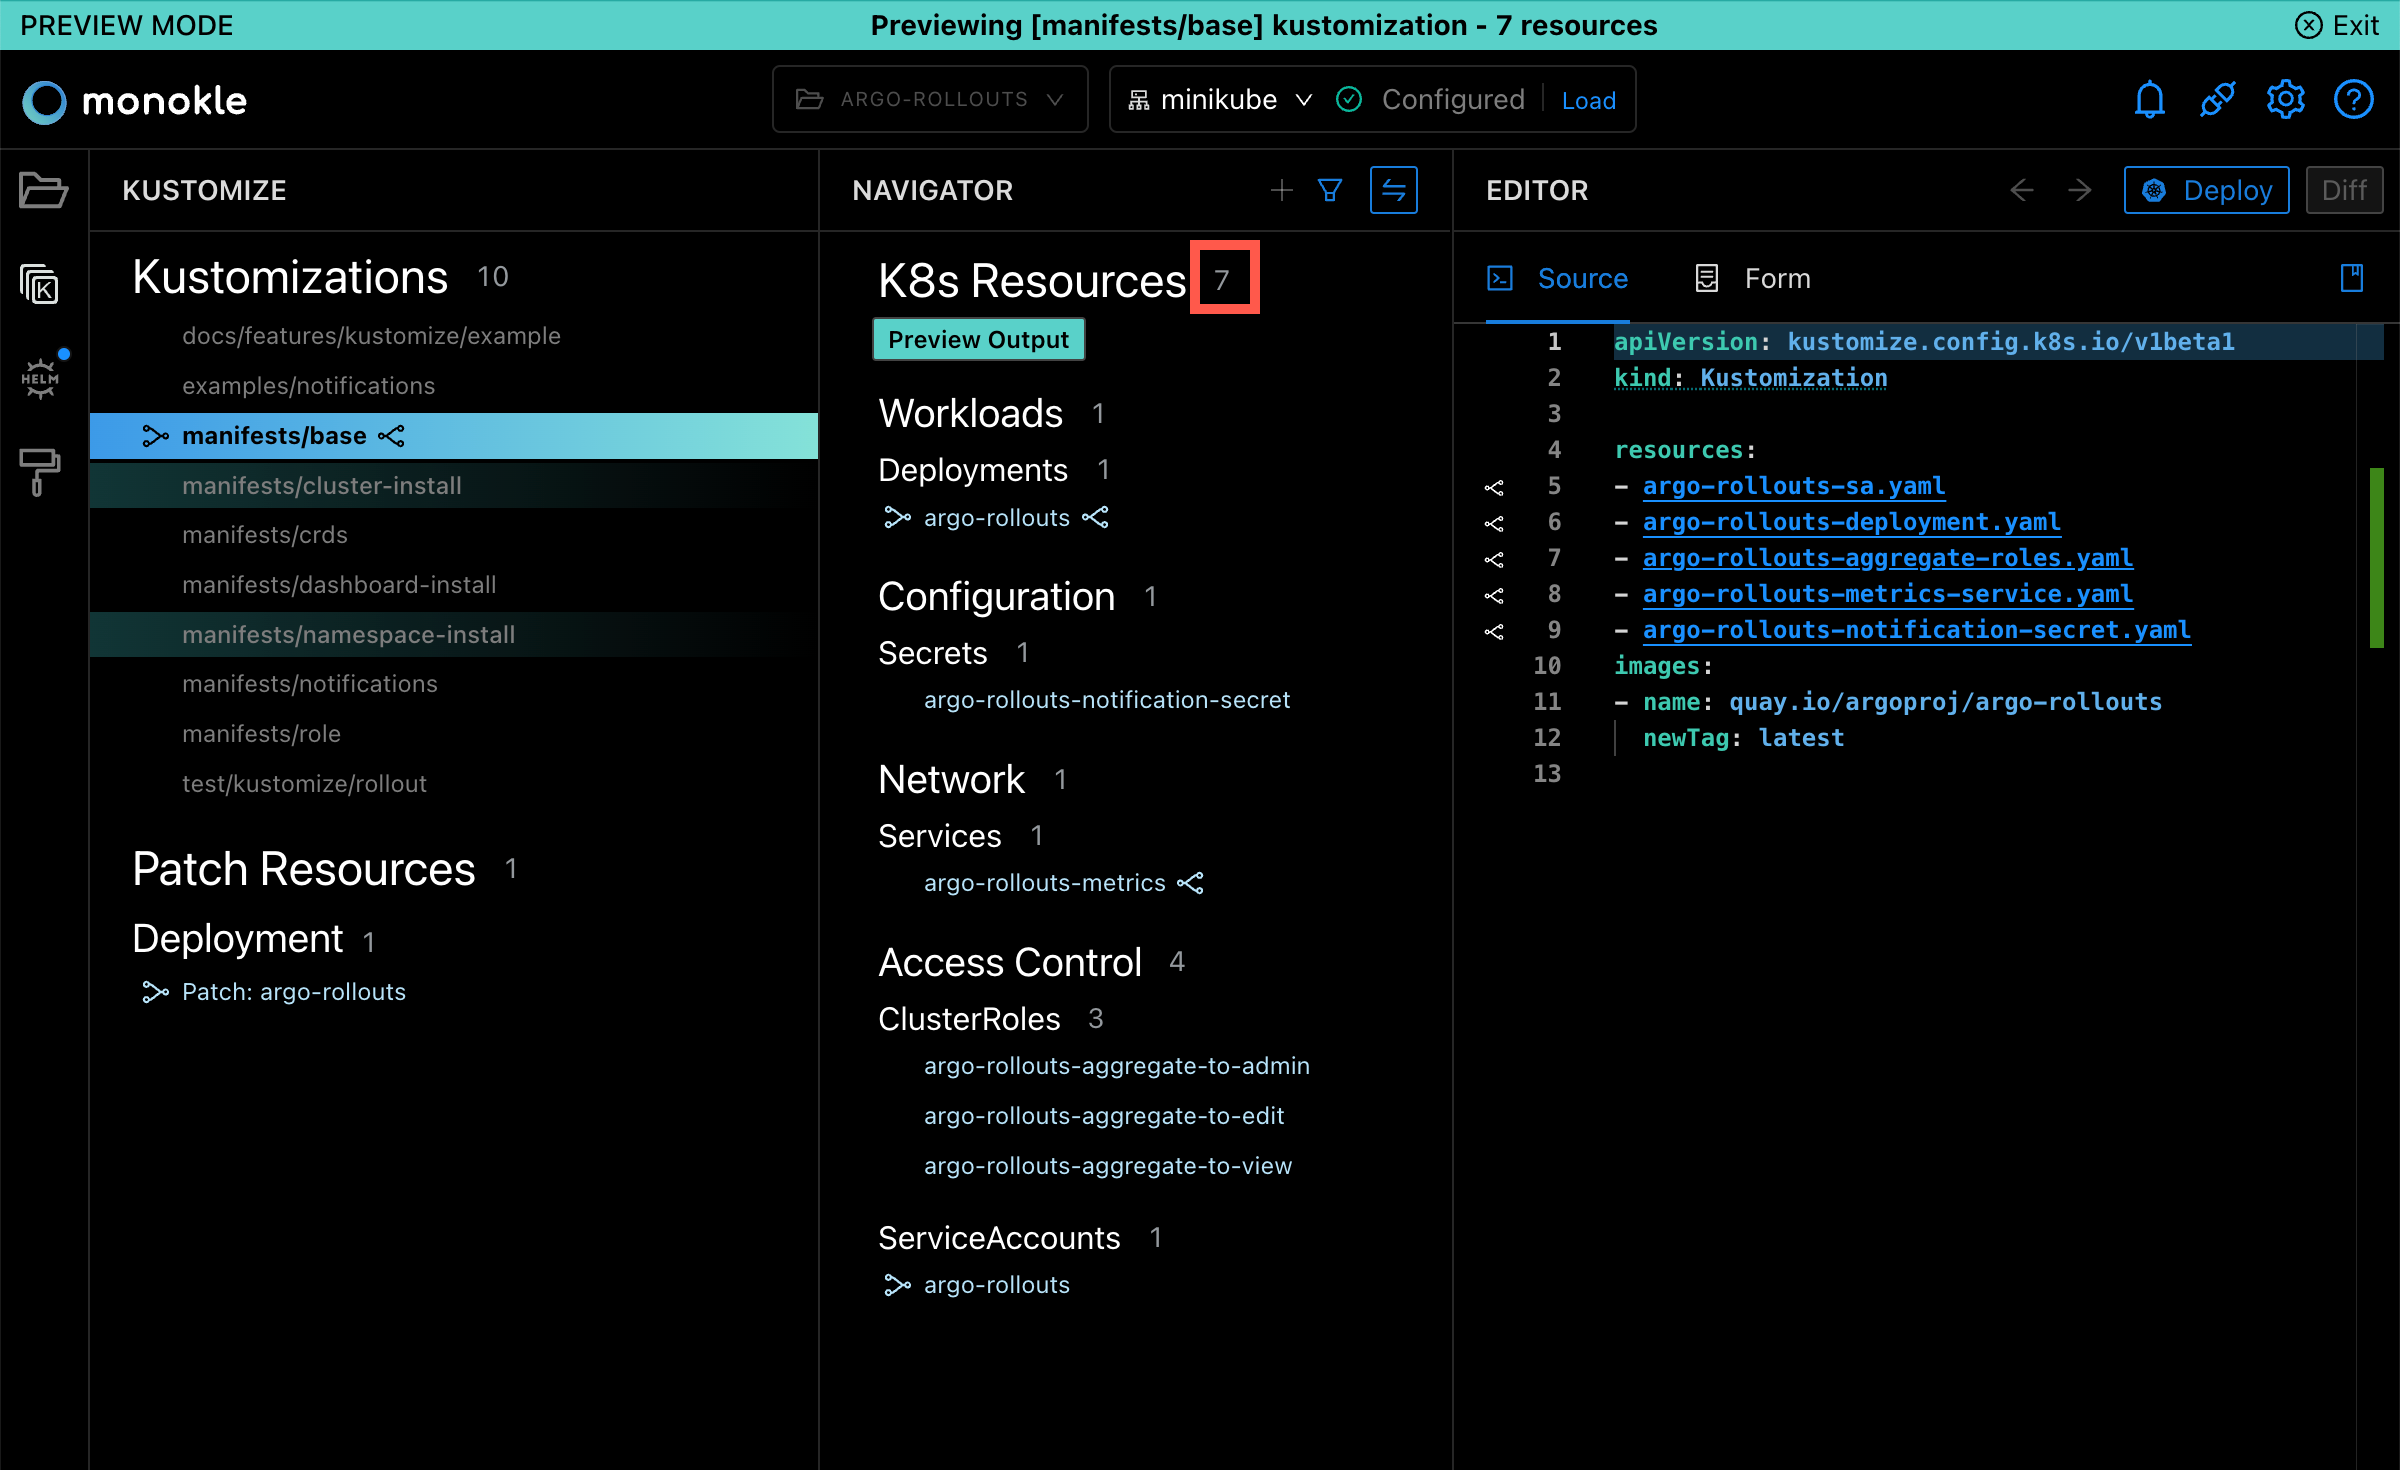 PREVIEW MODE
Previewing [manifests/base] kustomization - 7 resources
Exit
monokle
ARGO-ROLLOUTS
minikube
Configured
Load
HELM
KUSTOMIZE
Kustomizations 10
docs/features/kustomize/example
examples/notifications
manifests/base
manifests/cluster-install
manifests/crds
manifests/dashboard-install
manifests/namespace-install
manifests/notifications
manifests/role
test/kustomize/rollout
Patch Resources 1
Deployment 1
Patch: argo-rollouts
NAVIGATOR
K8s Resources 7
Preview Output
Workloads 1
Deployments 1
argo-rollouts
Configuration 1
Secrets 1
argo-rollouts-notification-secret
Network 1
Services 1
argo-rollouts-metrics
Access Control 4
ClusterRoles 3
argo-rollouts-aggregate-to-admin
argo-rollouts-aggregate-to-edit
argo-rollouts-aggregate-to-view
ServiceAccounts 1
argo-rollouts
EDITOR
Deploy
Diff
Source
Form
1 apiVersion: kustomize.config.k8s.io/v1beta1
2 kind: Kustomization
3
4 resources:
5 - argo-rollouts-sa.yaml
6 - argo-rollouts-deployment.yaml
7 - argo-rollouts-aggregate-roles.yaml
8 - argo-rollouts-metrics-service.yaml
9 - argo-rollouts-notification-secret.yaml
10 images:
11 - name: quay.io/argoproj/argo-rollouts
12 newTag: latest
13